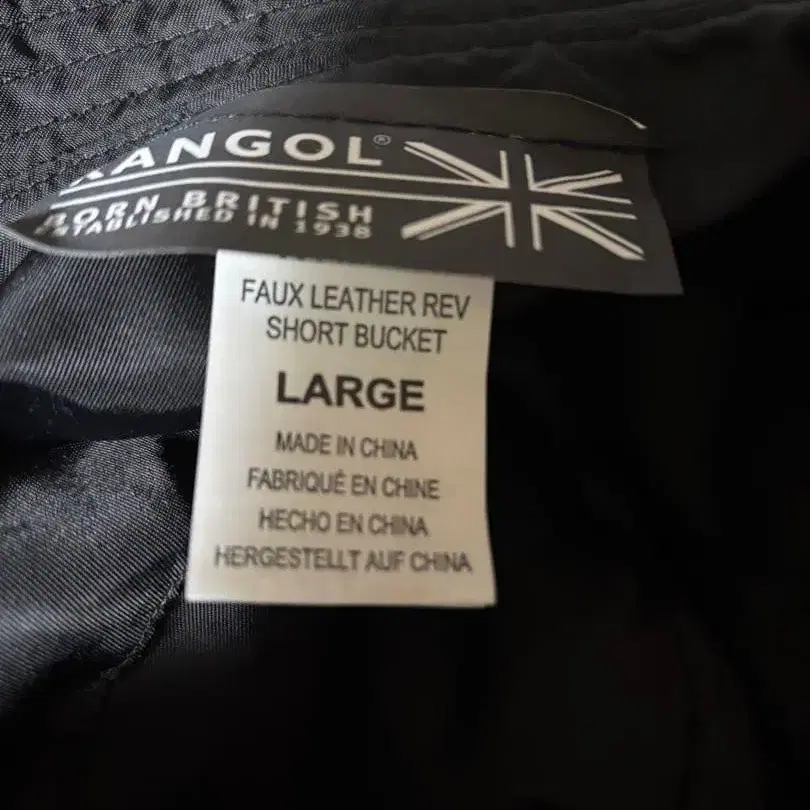 KANGOL®
BORN BRITISH
ESTABLISHED IN 1938
FAUX LEATHER REV
SHORT BUCKET
LARGE
MADE IN CHINA
FABRIQUÉ EN CHINE
HECHO EN CHINA
HERGESTELLT AUF CHINA